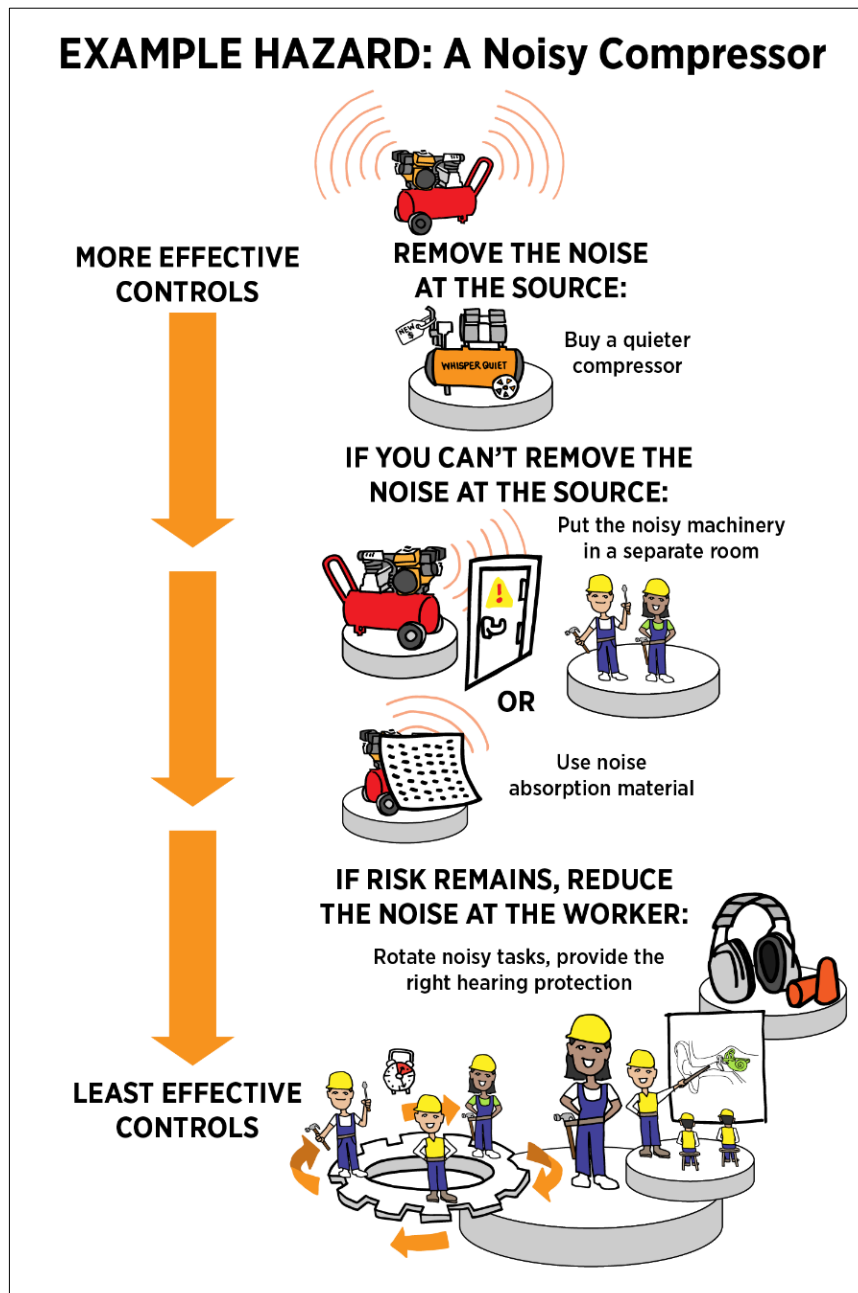 EXAMPLE HAZARD: A Noisy Compressor
MORE EFFECTIVE
CONTROLS
REMOVE THE NOISE
AT THE SOURCE:
NEW
$
WHISPER QUIET
Buy a quieter
compressor
IF YOU CAN’T REMOVE THE
NOISE AT THE SOURCE:
Put the noisy machinery
in a separate room
!
OR
Use noise
absorption material
IF RISK REMAINS, REDUCE
THE NOISE AT THE WORKER:
Rotate noisy tasks, provide the
right hearing protection
LEAST EFFECTIVE
CONTROLS